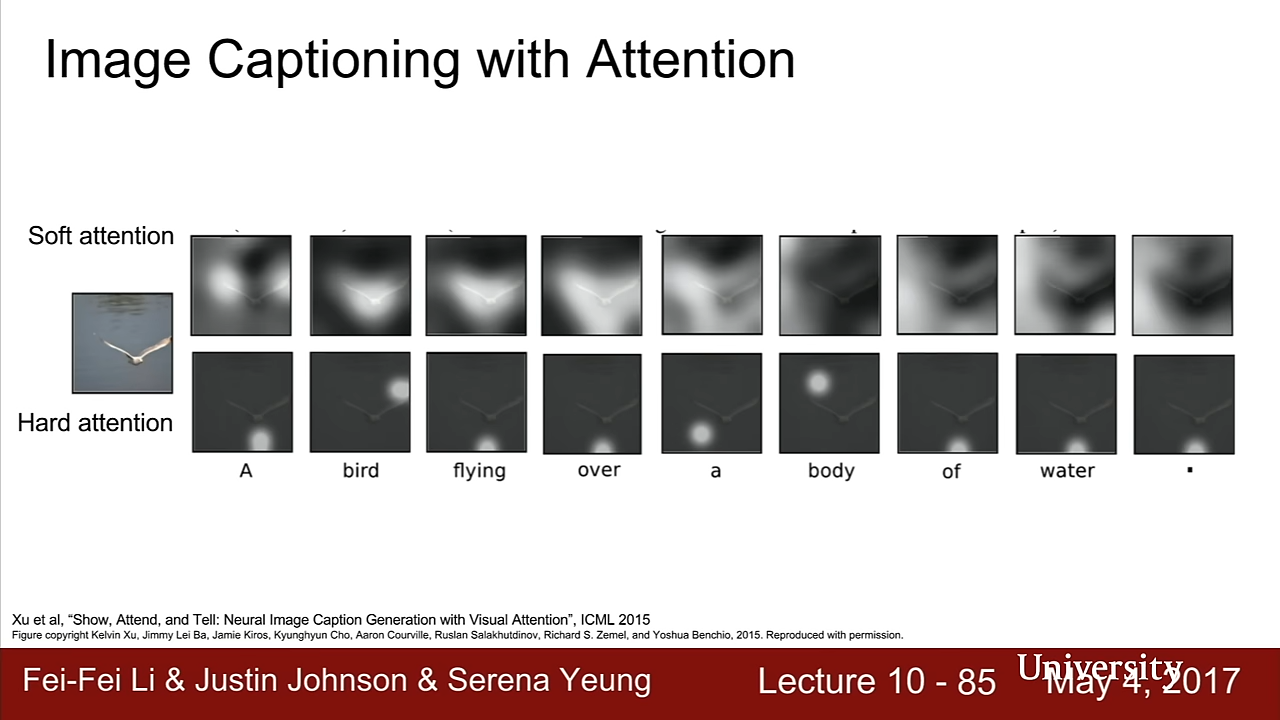 Image Captioning with Attention
Soft attention
Hard attention
A bird flying over a body of water .
Xu et al, “Show, Attend, and Tell: Neural Image Caption Generation with Visual Attention”, ICML 2015
Figure copyright Kelvin Xu, Jimmy Lei Ba, Jamie Kiros, Kyunghyun Cho, Aaron Courville, Ruslan Salakhutdinov, Richard S. Zemel, and Yoshua Benchio, 2015. Reproduced with permission.
Fei-Fei Li & Justin Johnson & Serena Yeung
Lecture 10 - 85
University
May 4, 2017